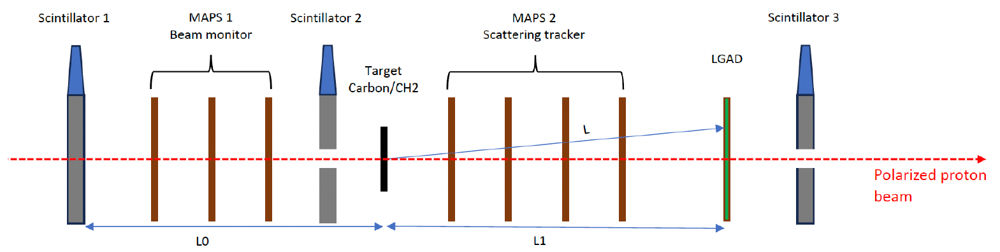 Scintillator 1
MAPS 1
Beam monitor
Scintillator 2
Target
Carbon/CH2
MAPS 2
Scattering tracker
LGAD
Scintillator 3
L
Polarized proton
beam
L0
L1